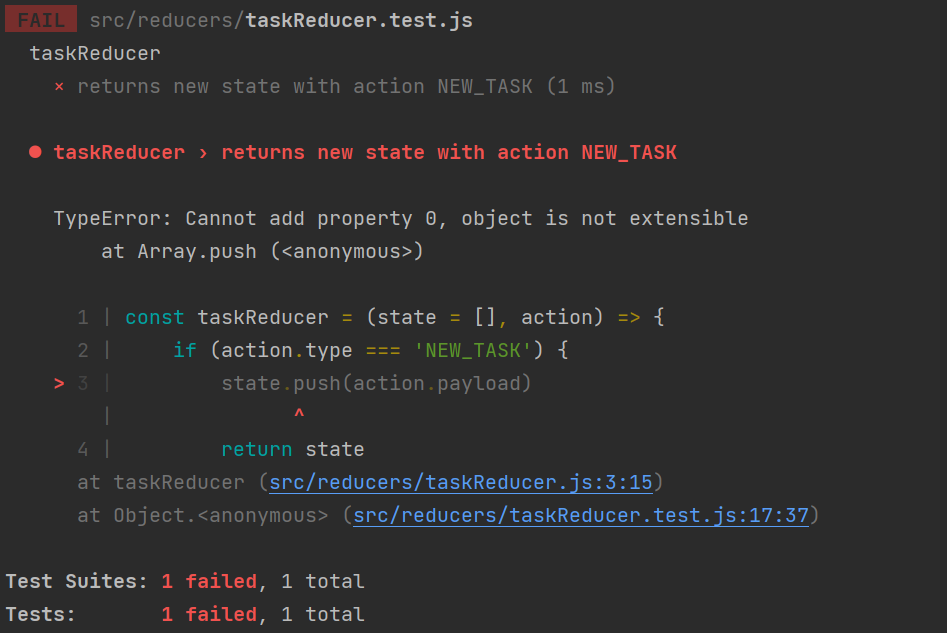 FAIL src/reducers/taskReducer.test.js
taskReducer
× returns new state with action NEW_TASK (1 ms)
● taskReducer › returns new state with action NEW_TASK
TypeError: Cannot add property 0, object is not extensible
at Array.push (<anonymous>)
1 | const taskReducer = (state = [], action) => {
2 | if (action.type === 'NEW_TASK') {
> 3 | state.push(action.payload)
| ^
4 | return state
at taskReducer (src/reducers/taskReducer.js:3:15)
at Object.<anonymous> (src/reducers/taskReducer.test.js:17:37)
Test Suites: 1 failed, 1 total
Tests: 1 failed, 1 total